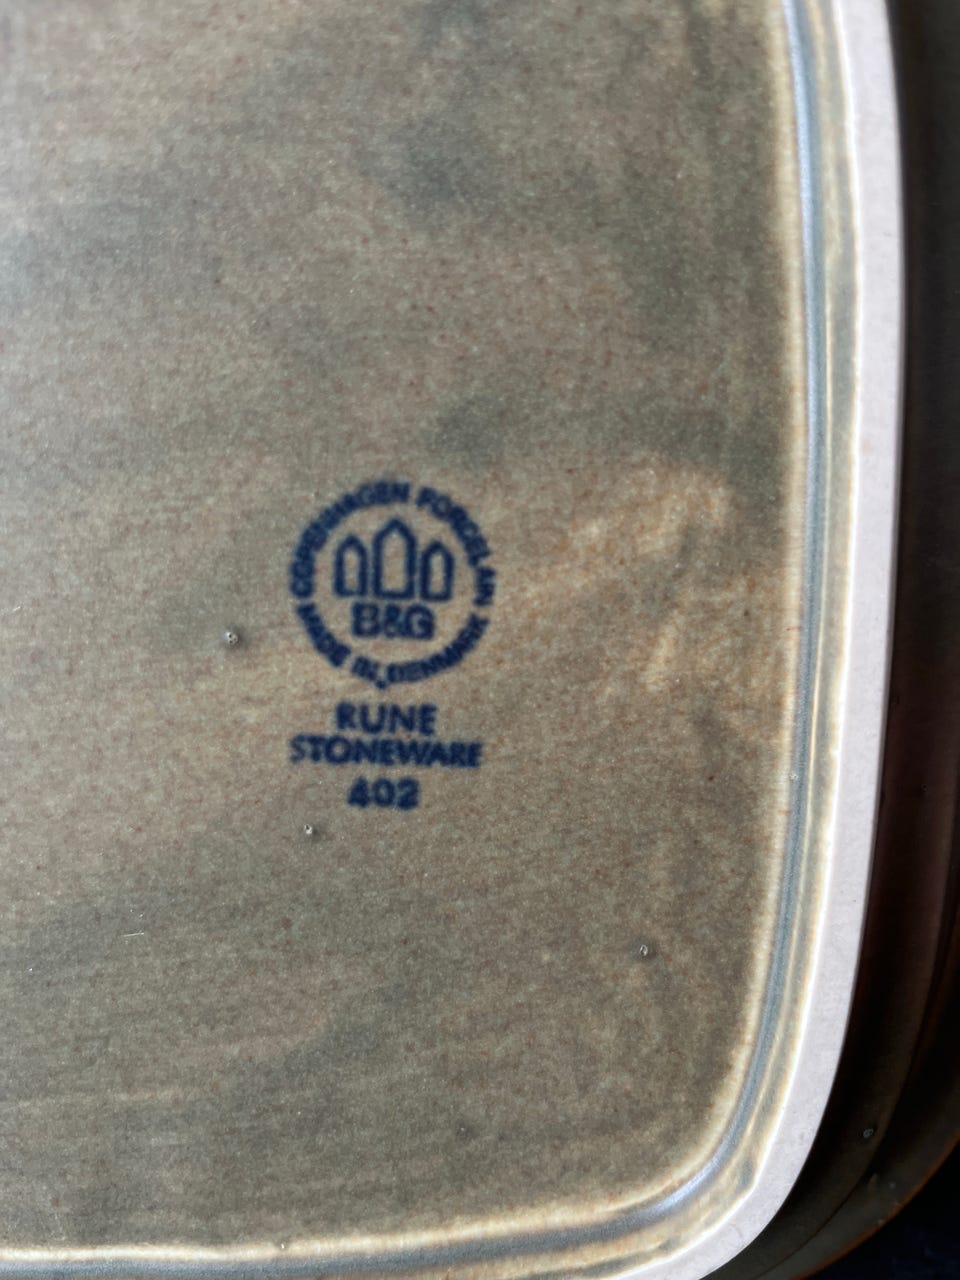 COPENHAGEN PORCELAIN
B&G
MADE IN DENMARK
RUNE
STONEWARE
402